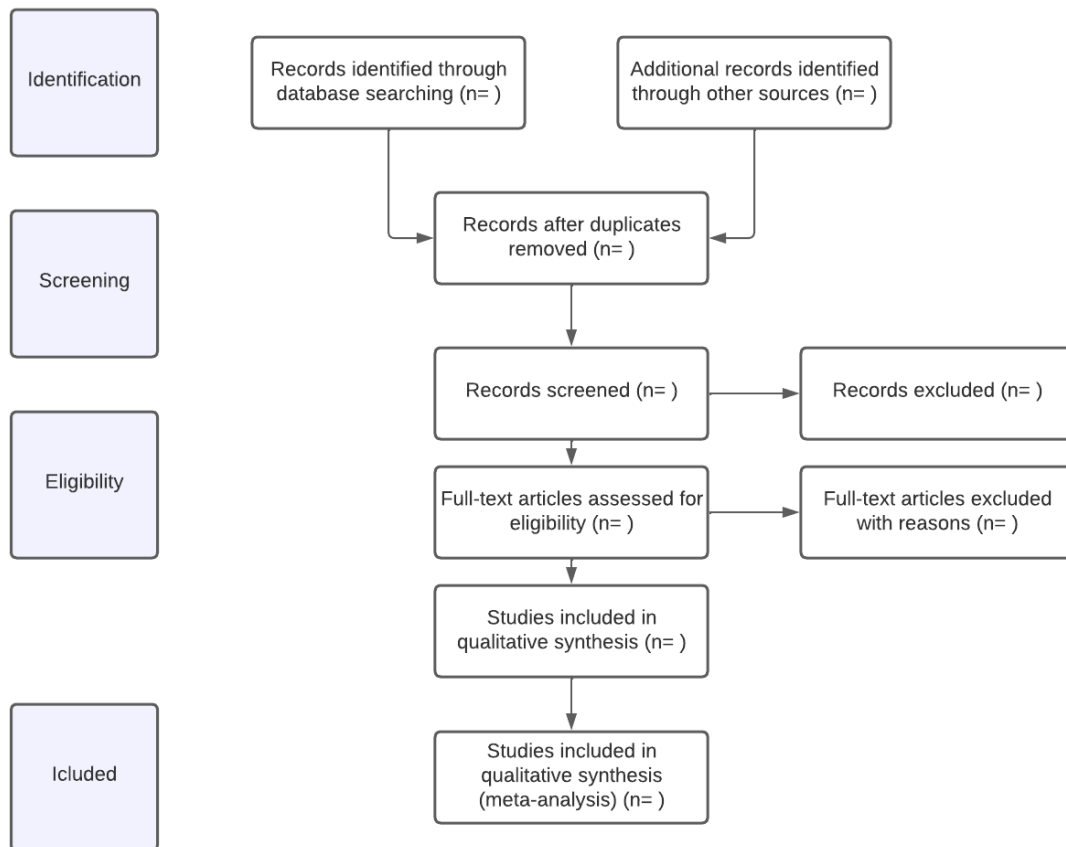 Identification
Records identified through
database searching (n= )
Additional records identified
through other sources (n= )
Records after duplicates
removed (n= )
Screening
Records screened (n= )
Records excluded (n= )
Eligibility
Full-text articles assessed for
eligibility (n= )
Full-text articles excluded
with reasons (n= )
Studies included in
qualitative synthesis (n= )
Icluded
Studies included in
qualitative synthesis
(meta-analysis) (n= )